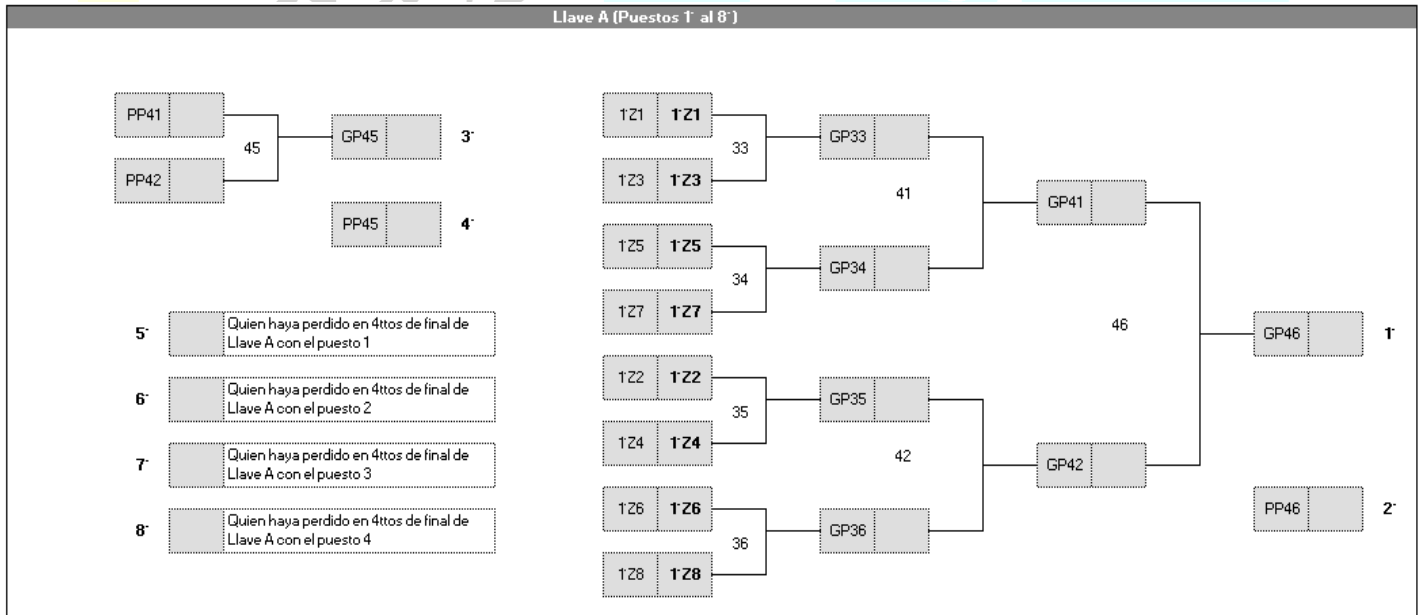 Llave A (Puestos 1° al 8°)
PP41
45
PP42
GP45 3°
PP45 4°
5° Quien haya perdido en 4ttos de final de
Llave A con el puesto 1
6° Quien haya perdido en 4ttos de final de
Llave A con el puesto 2
7° Quien haya perdido en 4ttos de final de
Llave A con el puesto 3
8° Quien haya perdido en 4ttos de final de
Llave A con el puesto 4
1°Z1 1°Z1
33
1°Z3 1°Z3
1°Z5 1°Z5
34
1°Z7 1°Z7
1°Z2 1°Z2
35
1°Z4 1°Z4
1°Z6 1°Z6
36
1°Z8 1°Z8
GP33
41
GP34
GP35
42
GP36
GP41
46
GP42
GP46 1°
PP46 2°